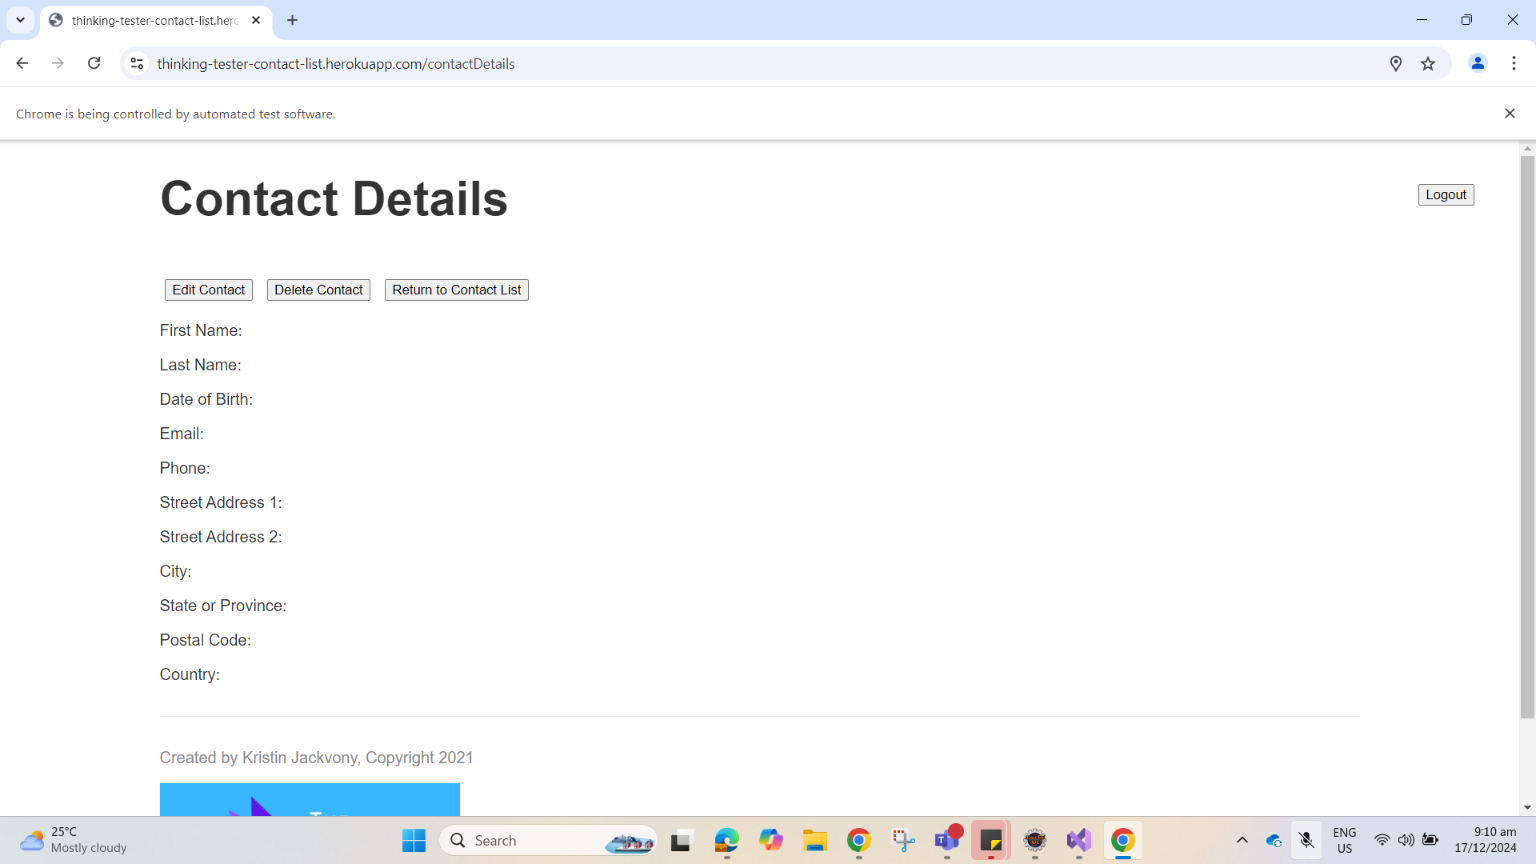 thinking-tester-contact-list.herc
thinking-tester-contact-list.herokuapp.com/contactDetails
Chrome is being controlled by automated test software.
Contact Details
Logout
Edit Contact
Delete Contact
Return to Contact List
First Name:
Last Name:
Date of Birth:
Email:
Phone:
Street Address 1:
Street Address 2:
City:
State or Province:
Postal Code:
Country:
Created by Kristin Jackvony, Copyright 2021
25°C
Mostly cloudy
Search
ENG
US
9:10 am
17/12/2024